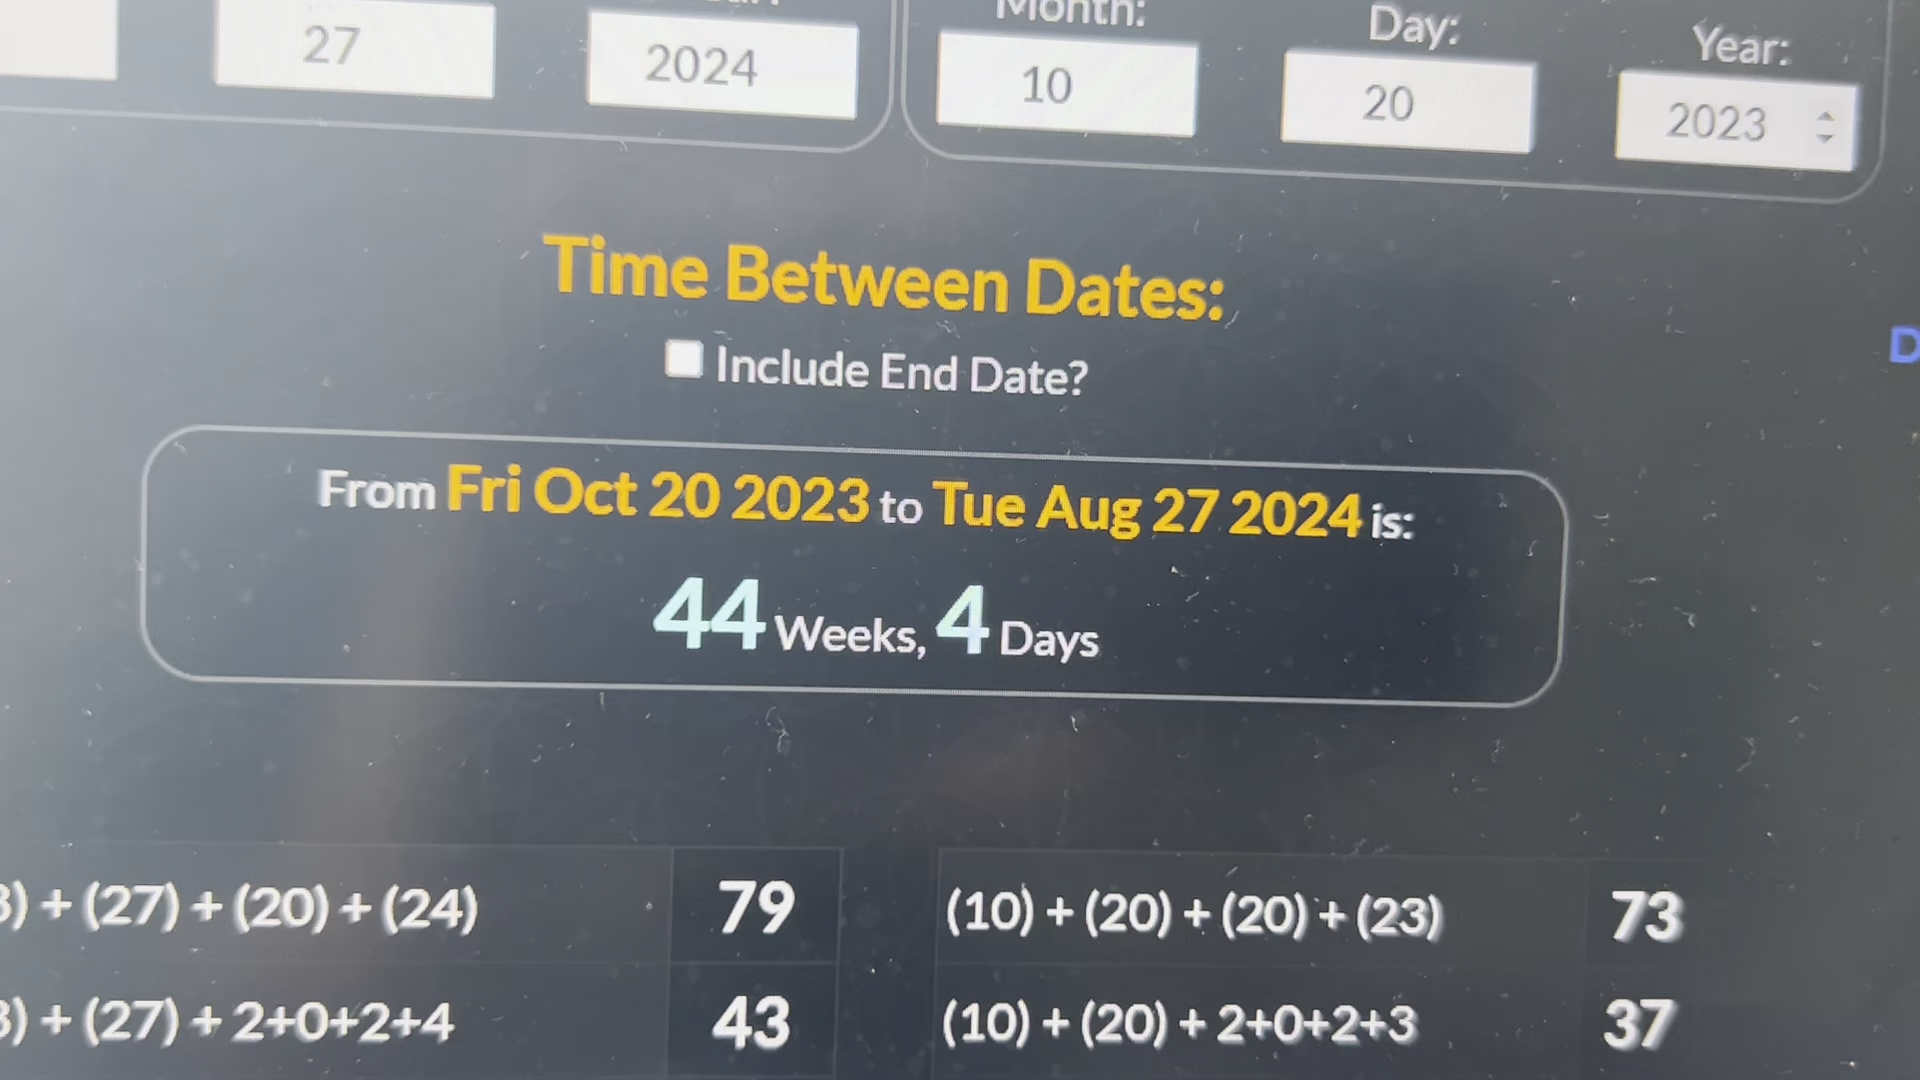 Month: Day: Year:
27 2024 10 20 2023
Time Between Dates:
Include End Date?
D
From Fri Oct 20 2023 to Tue Aug 27 2024 is:
44 Weeks, 4 Days
8) + (27) + (20) + (24) 79 (10) + (20) + (20) + (23) 73
8) + (27) + 2+0+2+4 43 (10) + (20) + 2+0+2+3 37